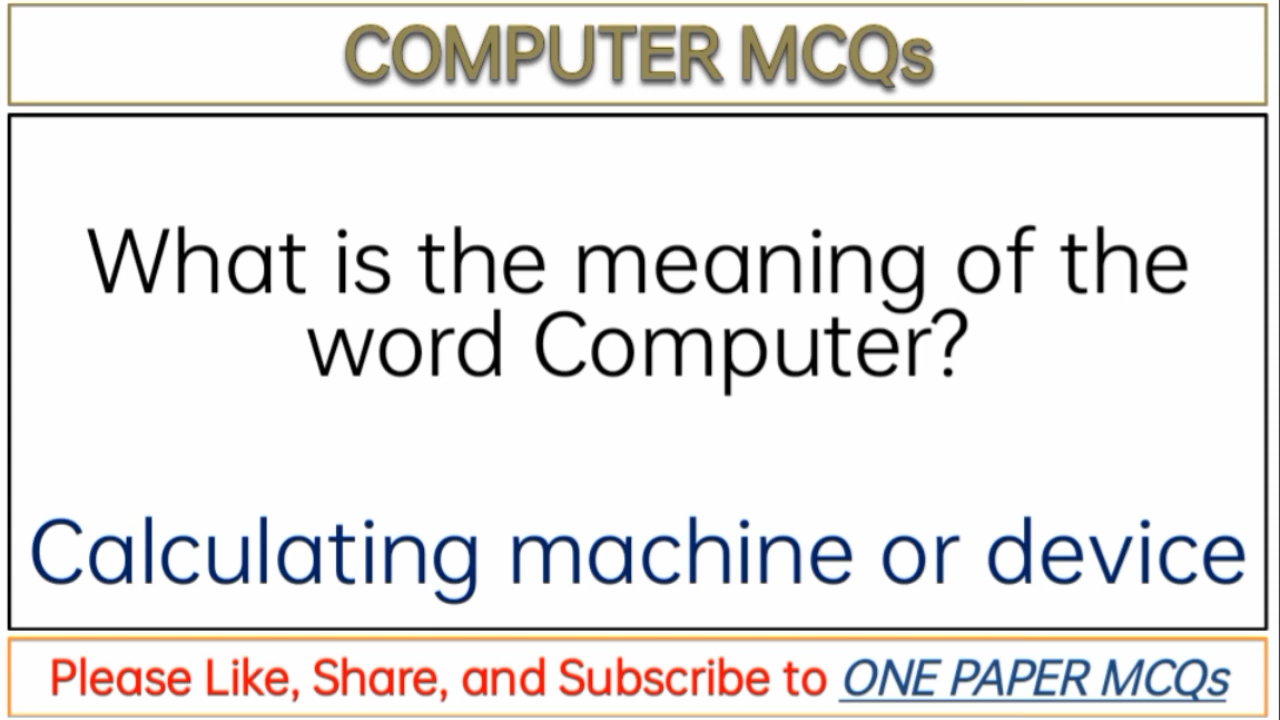 COMPUTER MCQs
What is the meaning of the
word Computer?
Calculating machine or device
Please Like, Share, and Subscribe to ONE PAPER MCQs